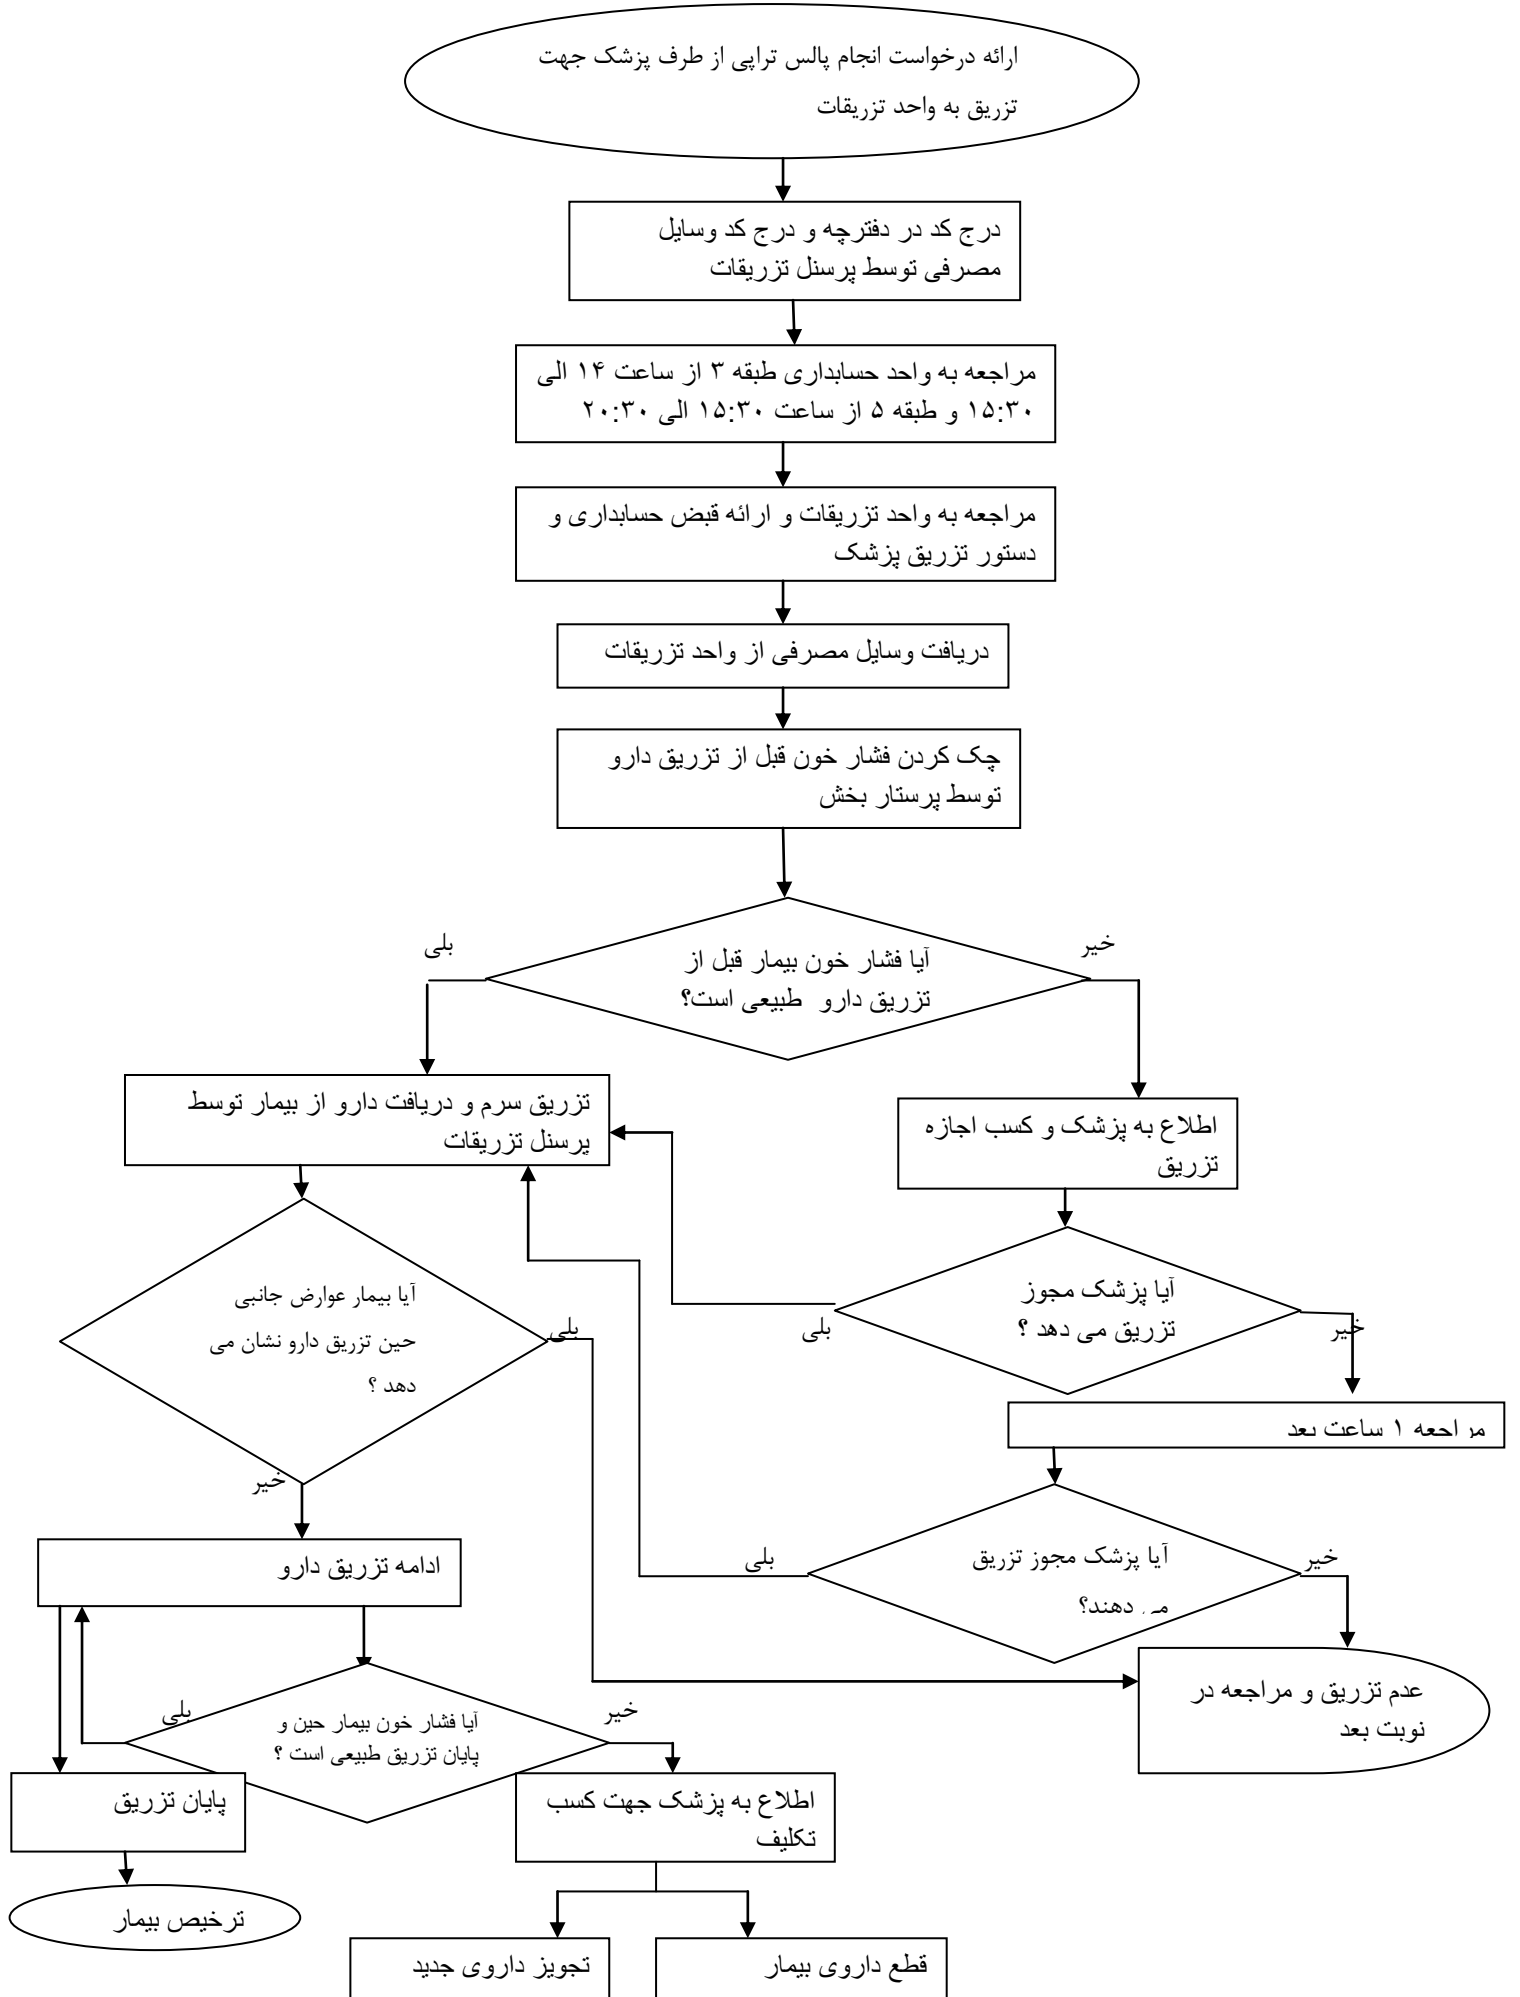 ارائه درخواست انجام پالس تراپی از طرف پزشک جهت
تزریق به واحد تزریقات
درج کد در دفترچه و درج کد وسایل
مصرفی توسط پرسنل تزریقات
مراجعه به واحد حسابداری طبقه ۳ از ساعت ۱۴ الی
۱۵:۳۰ و طبقه ۵ از ساعت ۱۵:۳۰ الی ۲۰:۳۰
مراجعه به واحد تزریقات و ارائه قبض حسابداری و
دستور تزریق پزشک
دریافت وسایل مصرفی از واحد تزریقات
چک کردن فشار خون قبل از تزریق دارو
توسط پرستار بخش
آیا فشار خون بیمار قبل از
تزریق دارو طبیعی است؟
خیر
بلی
اطلاع به پزشک و کسب اجازه
تزریق
تزریق سرم و دریافت دارو از بیمار توسط
پرسنل تزریقات
آیا پزشک مجوز
تزریق می دهد ؟
خیر
بلی
آیا بیمار عوارض جانبی
حین تزریق دارو نشان می
دهد ؟
بلی
خیر
مراجعه ۱ ساعت بعد
آیا پزشک مجوز تزریق
می دهند؟
خیر
بلی
ادامه تزریق دارو
عدم تزریق و مراجعه در
نوبت بعد
آیا فشار خون بیمار حین و
پایان تزریق طبیعی است ؟
خیر
بلی
اطلاع به پزشک جهت کسب
تکلیف
پایان تزریق
ترخیص بیمار
قطع داروی بیمار
تجویز داروی جدید